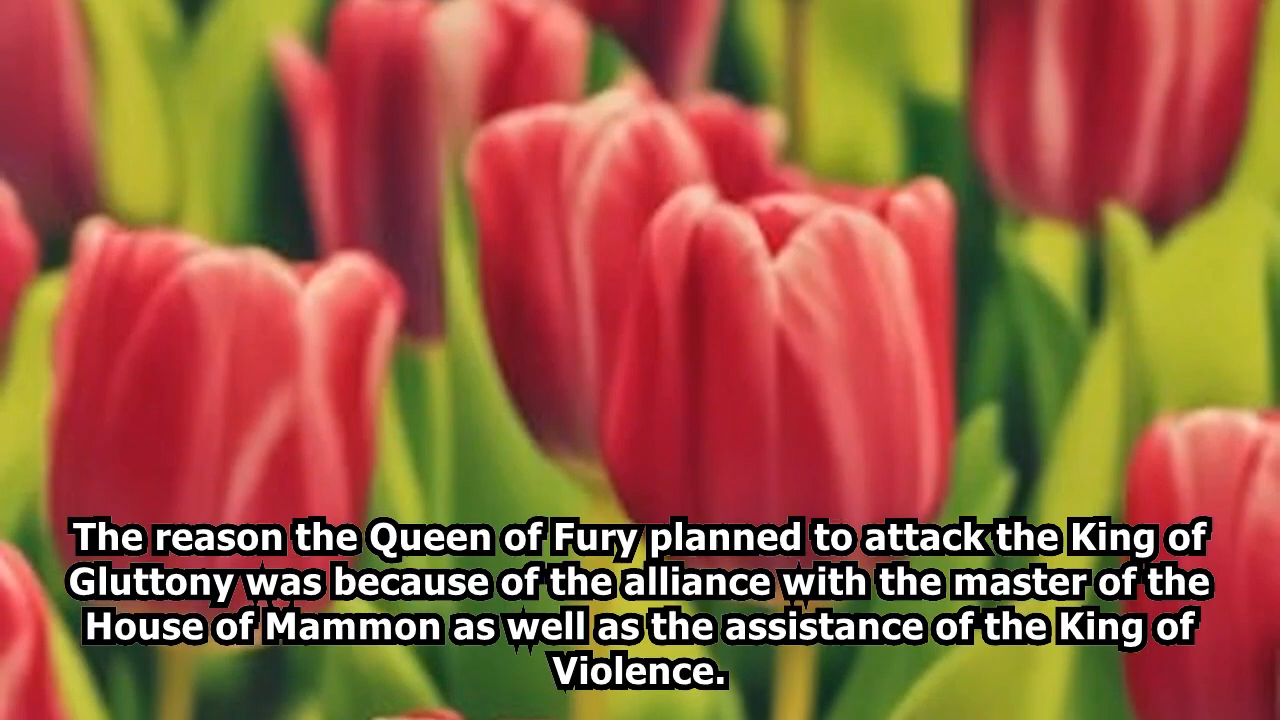 The reason the Queen of Fury planned to attack the King of
Gluttony was because of the alliance with the master of the
House of Mammon as well as the assistance of the King of
Violence.